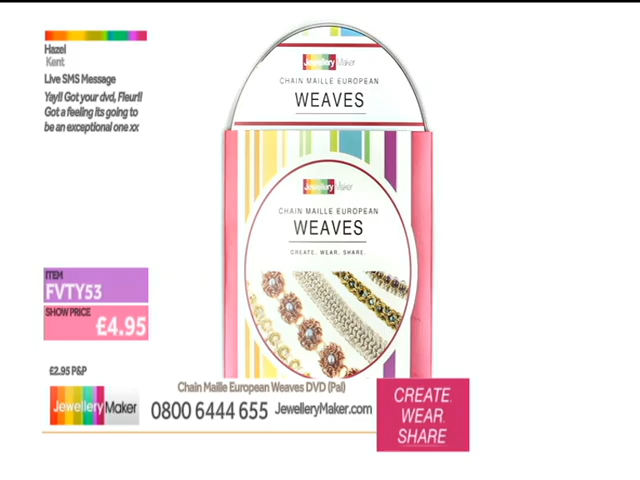 Hazel
Kent
Live SMS Message
Yay!! Got your dvd, Fleur!!
Got a feeling its going to
be an exceptional one xx
JewelleryMaker
CHAIN MAILLE EUROPEAN
WEAVES
JewelleryMaker
CHAIN MAILLE EUROPEAN
WEAVES
CREATE. WEAR. SHARE.
ITEM
FVTY53
SHOW PRICE
£4.95
£2.95 P&P
JewelleryMaker
Chain Maille European Weaves DVD (Pal)
0800 6444 655 JewelleryMaker.com
CREATE.
WEAR.
SHARE